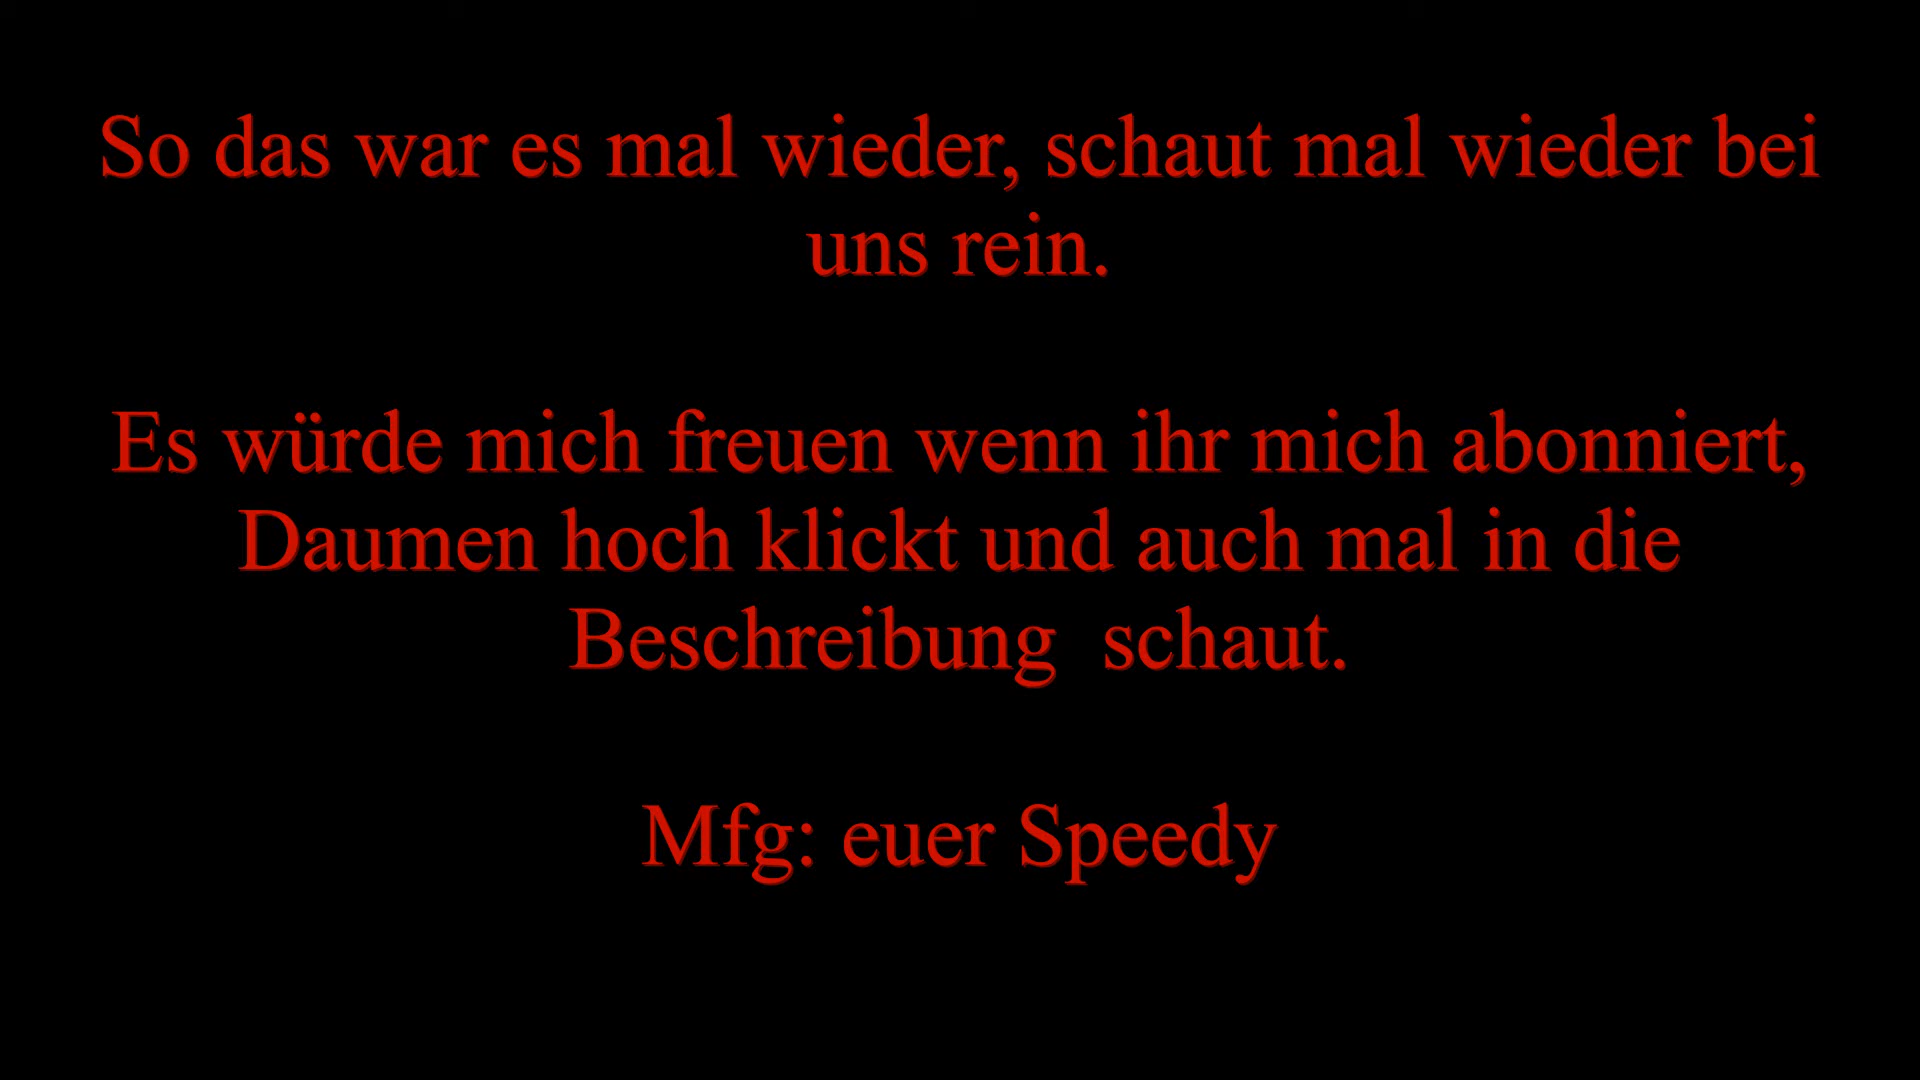 So das war es mal wieder, schaut mal wieder bei
uns rein.
Es würde mich freuen wenn ihr mich abonniert,
Daumen hoch klickt und auch mal in die
Beschreibung  schaut.
Mfg: euer Speedy